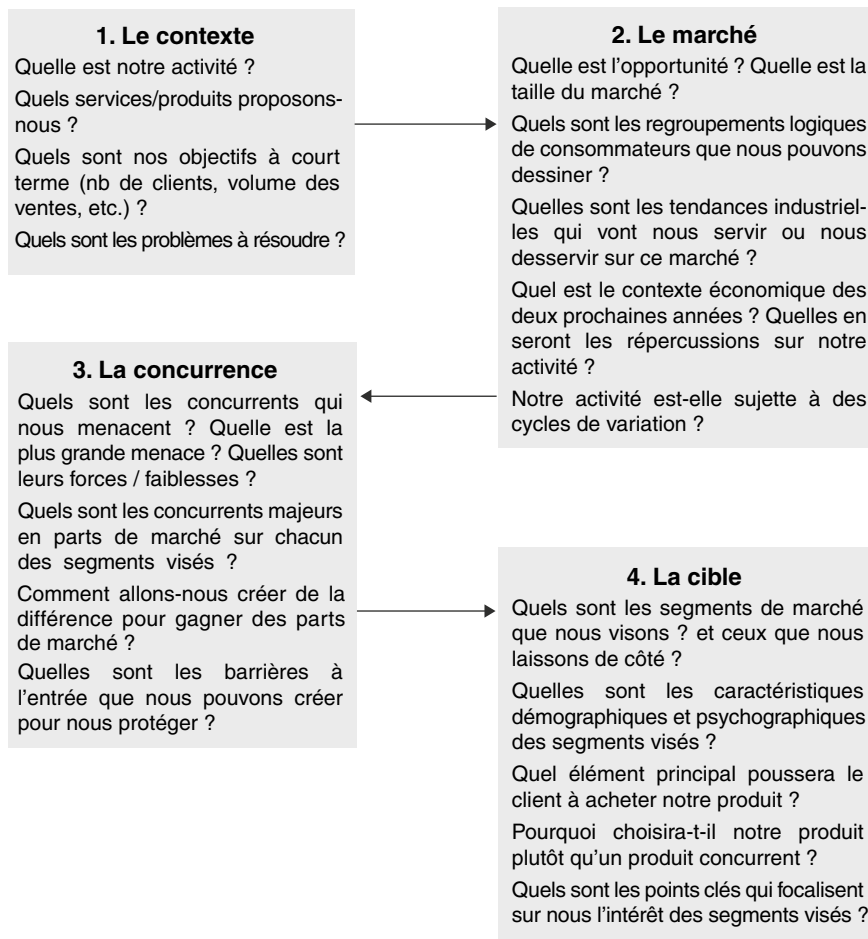 1. Le contexte
Quelle est notre activité ?
Quels services/produits proposons-
nous ?
Quels sont nos objectifs à court
terme (nb de clients, volume des
ventes, etc.) ?
Quels sont les problèmes à résoudre ?
2. Le marché
Quelle est l’opportunité ? Quelle est la
taille du marché ?
Quels sont les regroupements logiques
de consommateurs que nous pouvons
dessiner ?
Quelles sont les tendances industriel-
les qui vont nous servir ou nous
desservir sur ce marché ?
Quel est le contexte économique des
deux prochaines années ? Quelles en
seront les répercussions sur notre
activité ?
Notre activité est-elle sujette à des
cycles de variation ?
3. La concurrence
Quels sont les concurrents qui
nous menacent ? Quelle est la
plus grande menace ? Quelles sont
leurs forces / faiblesses ?
Quels sont les concurrents majeurs
en parts de marché sur chacun
des segments visés ?
Comment allons-nous créer de la
différence pour gagner des parts
de marché ?
Quelles sont les barrières à
l’entrée que nous pouvons créer
pour nous protéger ?
4. La cible
Quels sont les segments de marché
que nous visons ? et ceux que nous
laissons de côté ?
Quelles sont les caractéristiques
démographiques et psychographiques
des segments visés ?
Quel élément principal poussera le
client à acheter notre produit ?
Pourquoi choisira-t-il notre produit
plutôt qu’un produit concurrent ?
Quels sont les points clés qui focalisent
sur nous l’intérêt des segments visés ?